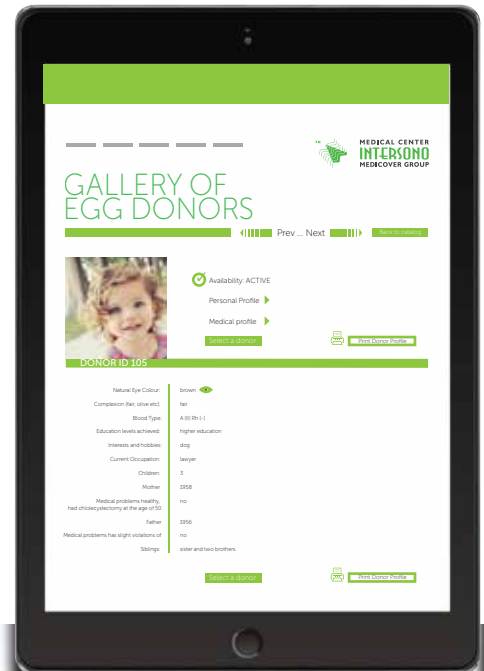 TM
MEDICAL CENTER
INTERSONO
MEDICOVER GROUP
GALLERY OF
EGG DONORS
Prev ... Next
Back to catalog
Availability: ACTIVE
Personal Profile
Medical profile
Select a donor
Print Donor Profile
DONOR ID 105
Natural Eye Colour: brown
Complexion (fair, olive etc): fair
Blood Type: A (II) Rh (-)
Education levels achieved: higher education
Interests and hobbies: dog
Current Occupation: lawyer
Children: 3
Mother 1958
Medical problems healthy, no
had cholecystectomy at the age of 50
Father 1956
Medical problems has slight violations of no
Siblings: sister and two brothers
Select a donor
Print Donor Profile